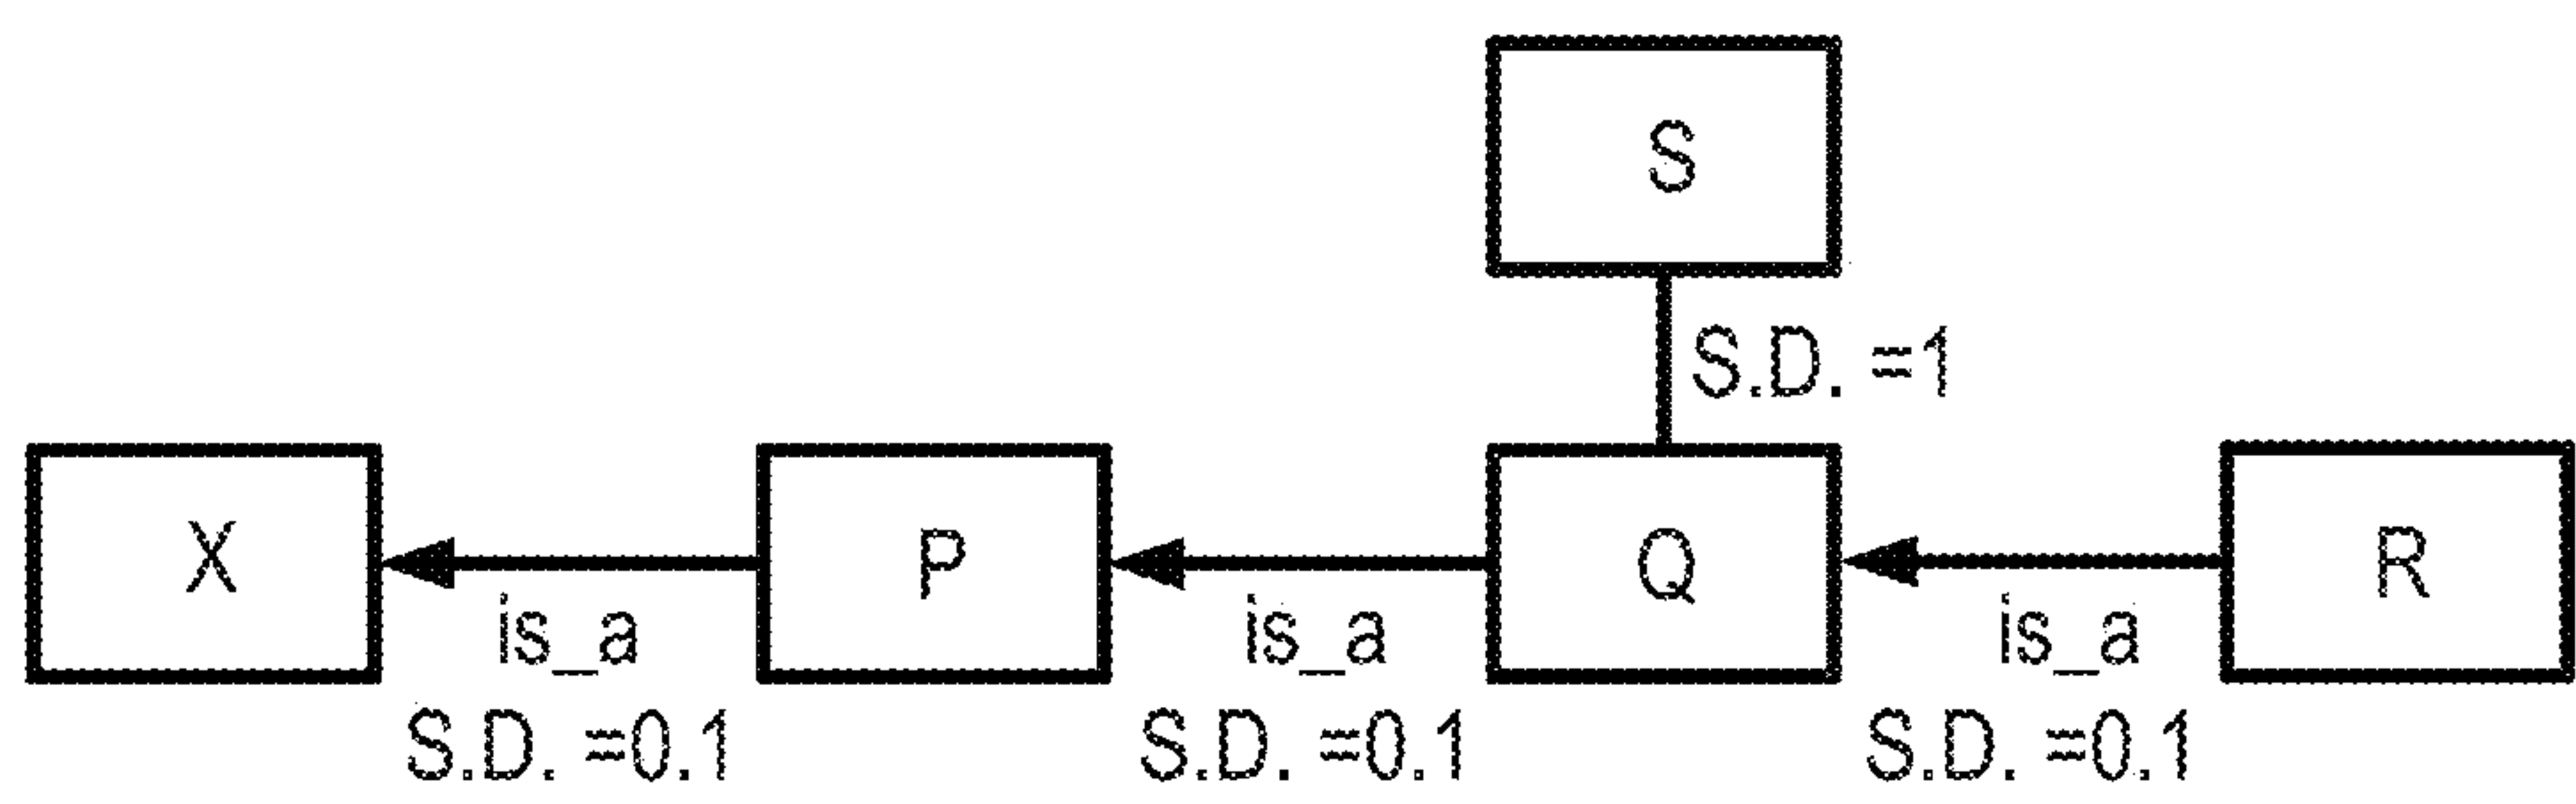 S
S.D. =1
X
P
Q
R
is_a
is_a
is_a
S.D. =0.1
S.D. =0.1
S.D. =0.1